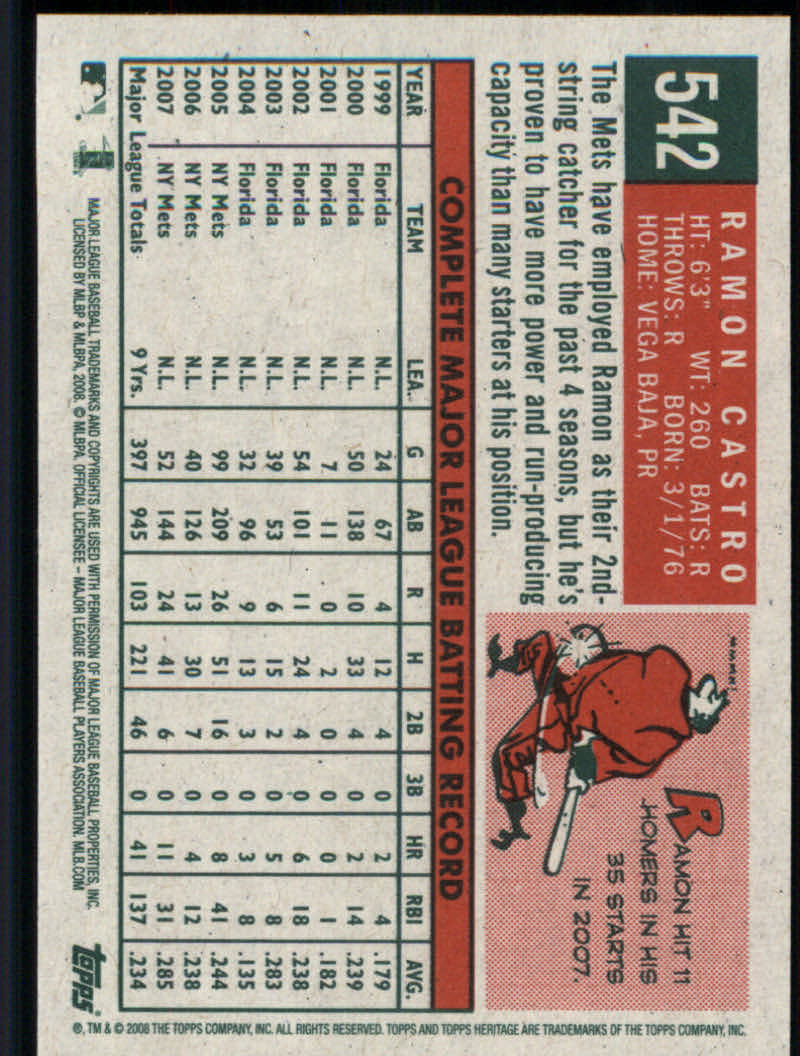 542
RAMON CASTRO
HT: 6'3" WT: 260 BATS: R
THROWS: R BORN: 3/1/76
HOME: VEGA BAJA, PR
The Mets have employed Ramon as their 2nd-
string catcher for the past 4 seasons, but he's
proven to have more power and run-producing
capacity than many starters at his position.
RAMON HIT 11
HOMERS IN HIS
35 STARTS
IN 2007.
COMPLETE MAJOR LEAGUE BATTING RECORD
YEAR TEAM LEA. G AB R H 2B 3B HR RBI AVG.
1999 Florida N.L. 24 67 4 12 4 0 2 4 .179
2000 Florida N.L. 50 138 10 33 4 0 2 14 .239
2001 Florida N.L. 7 11 0 2 0 0 0 1 .182
2002 Florida N.L. 54 101 11 24 4 0 6 18 .238
2003 Florida N.L. 39 53 6 15 2 0 5 8 .283
2004 Florida N.L. 32 96 9 13 3 0 3 8 .135
2005 NY Mets N.L. 99 209 26 51 16 0 8 41 .244
2006 NY Mets N.L. 40 126 13 30 7 0 4 12 .238
2007 NY Mets N.L. 52 144 24 41 6 0 11 31 .285
Major League Totals 9 Yrs. 397 945 103 221 46 0 41 137 .234
MAJOR LEAGUE BASEBALL TRADEMARKS AND COPYRIGHTS ARE USED WITH PERMISSION OF MAJOR LEAGUE BASEBALL PROPERTIES, INC.
LICENSED BY MLBP & MLBPA, 2008. © MLBPA. OFFICIAL LICENSEE – MAJOR LEAGUE BASEBALL PLAYERS ASSOCIATION. MLB.COM
topps
®, TM & © 2008 THE TOPPS COMPANY, INC. ALL RIGHTS RESERVED. TOPPS AND TOPPS HERITAGE ARE TRADEMARKS OF THE TOPPS COMPANY, INC.